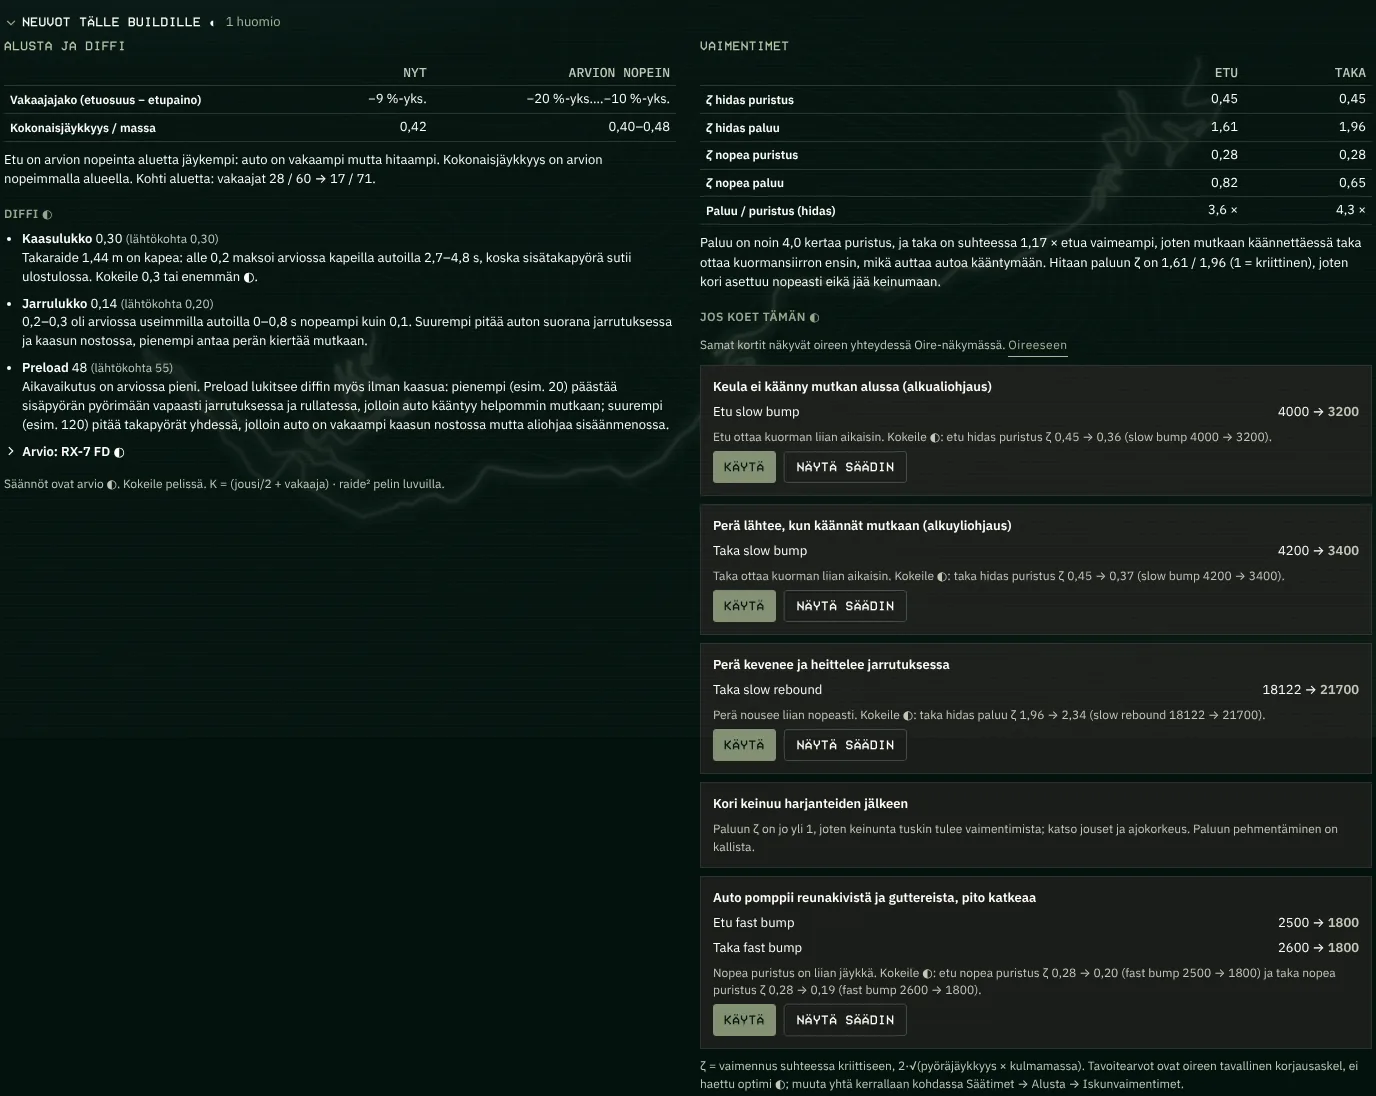 NEUVOT TÄLLE BUILDILLE ◖ 1 huomio
ALUSTA JA DIFFI
NYT ARVION NOPEIN
Vakaajajako (etuosuus – etupaino) −9 %-yks. −20 %-yks.…−10 %-yks.
Kokonaisjäykkyys / massa 0,42 0,40–0,48
Etu on arvion nopeinta aluetta jäykempi: auto on vakaampi mutta hitaampi. Kokonaisjäykkyys on arvion
nopeimmalla alueella. Kohti aluetta: vakaajat 28 / 60 → 17 / 71.
DIFFI ◐
• Kaasulukko 0,30 (lähtökohta 0,30)
Takaraide 1,44 m on kapea: alle 0,2 maksoi arviossa kapeilla autoilla 2,7–4,8 s, koska sisätakapyörä sutii
ulostulossa. Kokeile 0,3 tai enemmän ◐.
• Jarrulukko 0,14 (lähtökohta 0,20)
0,2–0,3 oli arviossa useimmilla autoilla 0–0,8 s nopeampi kuin 0,1. Suurempi pitää auton suorana jarrutuksessa
ja kaasun nostossa, pienempi antaa perän kiertää mutkaan.
• Preload 48 (lähtökohta 55)
Aikavaikutus on arviossa pieni. Preload lukitsee diffin myös ilman kaasua: pienempi (esim. 20) päästää
sisäpyörän pyörimään vapaasti jarrutuksessa ja rullatessa, jolloin auto kääntyy helpommin mutkaan; suurempi
(esim. 120) pitää takapyörät yhdessä, jolloin auto on vakaampi kaasun nostossa mutta aliohjaa sisäänmenossa.
Arvio: RX-7 FD ◐
Säännöt ovat arvio ◐. Kokeile pelissä. K = (jousi/2 + vakaaja) · raide² pelin luvuilla.
VAIMENTIMET
ETU TAKA
ζ hidas puristus 0,45 0,45
ζ hidas paluu 1,61 1,96
ζ nopea puristus 0,28 0,28
ζ nopea paluu 0,82 0,65
Paluu / puristus (hidas) 3,6 × 4,3 ×
Paluu on noin 4,0 kertaa puristus, ja taka on suhteessa 1,17 × etua vaimeampi, joten mutkaan käännettäessä taka
ottaa kuormansiirron ensin, mikä auttaa autoa kääntymään. Hitaan paluun ζ on 1,61 / 1,96 (1 = kriittinen), joten
kori asettuu nopeasti eikä jää keinumaan.
JOS KOET TÄMÄN ◐
Samat kortit näkyvät oireen yhteydessä Oire-näkymässä. Oireeseen
Keula ei käänny mutkan alussa (alkualiohjaus)
Etu slow bump 4000 → 3200
Etu ottaa kuorman liian aikaisin. Kokeile ◐: etu hidas puristus ζ 0,45 → 0,36 (slow bump 4000 → 3200).
KÄYTÄ NÄYTÄ SÄÄDIN
Perä lähtee, kun käännät mutkaan (alkuyliohjaus)
Taka slow bump 4200 → 3400
Taka ottaa kuorman liian aikaisin. Kokeile ◐: taka hidas puristus ζ 0,45 → 0,37 (slow bump 4200 → 3400).
KÄYTÄ NÄYTÄ SÄÄDIN
Perä kevenee ja heittelee jarrutuksessa
Taka slow rebound 18122 → 21700
Perä nousee liian nopeasti. Kokeile ◐: taka hidas paluu ζ 1,96 → 2,34 (slow rebound 18122 → 21700).
KÄYTÄ NÄYTÄ SÄÄDIN
Kori keinuu harjanteiden jälkeen
Paluun ζ on jo yli 1, joten keinunta tuskin tulee vaimentimista; katso jouset ja ajokorkeus. Paluun pehmentäminen on
kallista.
Auto pomppii reunakivistä ja guttereista, pito katkeaa
Etu fast bump 2500 → 1800
Taka fast bump 2600 → 1800
Nopea puristus on liian jäykkä. Kokeile ◐: etu nopea puristus ζ 0,28 → 0,20 (fast bump 2500 → 1800) ja taka nopea
puristus ζ 0,28 → 0,19 (fast bump 2600 → 1800).
KÄYTÄ NÄYTÄ SÄÄDIN
ζ = vaimennus suhteessa kriittiseen, 2·√(pyöräjäykkyys × kulmamassa). Tavoitearvot ovat oireen tavallinen korjausaskel, ei
haettu optimi ◐; muuta yhtä kerrallaan kohdassa Säätimet → Alusta → Iskunvaimentimet.